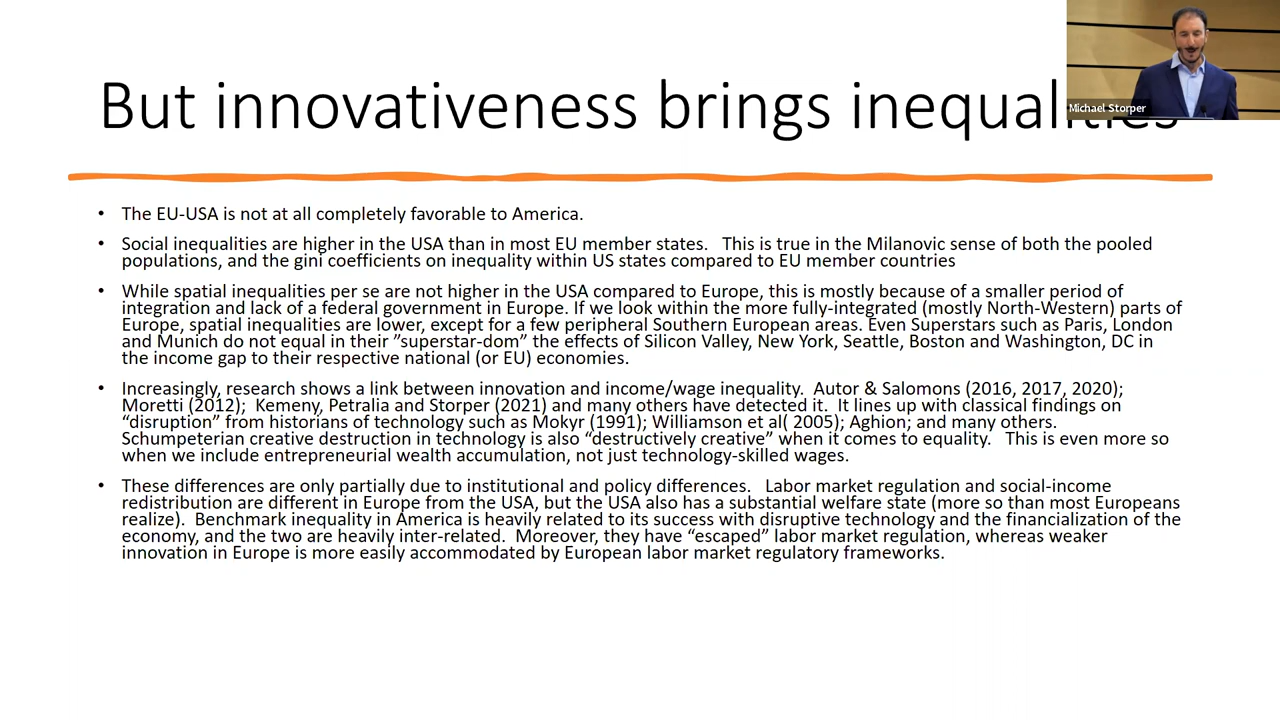 But innovativeness brings inequalities
Michael Storper
• The EU-USA is not at all completely favorable to America.
• Social inequalities are higher in the USA than in most EU member states.   This is true in the Milanovic sense of both the pooled
populations, and the gini coefficients on inequality within US states compared to EU member countries
• While spatial inequalities per se are not higher in the USA compared to Europe, this is mostly because of a smaller period of
integration and lack of a federal government in Europe. If we look within the more fully-integrated (mostly North-Western) parts of
Europe, spatial inequalities are lower, except for a few peripheral Southern European areas. Even Superstars such as Paris, London
and Munich do not equal in their ”superstar-dom” the effects of Silicon Valley, New York, Seattle, Boston and Washington, DC in
the income gap to their respective national (or EU) economies.
• Increasingly, research shows a link between innovation and income/wage inequality.  Autor & Salomons (2016, 2017, 2020);
Moretti (2012);  Kemeny, Petralia and Storper (2021) and many others have detected it.  It lines up with classical findings on
“disruption” from historians of technology such as Mokyr (1991); Williamson et al( 2005); Aghion; and many others.
Schumpeterian creative destruction in technology is also “destructively creative” when it comes to equality.   This is even more so
when we include entrepreneurial wealth accumulation, not just technology-skilled wages.
• These differences are only partially due to institutional and policy differences.   Labor market regulation and social-income
redistribution are different in Europe from the USA, but the USA also has a substantial welfare state (more so than most Europeans
realize).  Benchmark inequality in America is heavily related to its success with disruptive technology and the financialization of the
economy, and the two are heavily inter-related.  Moreover, they have “escaped” labor market regulation, whereas weaker
innovation in Europe is more easily accommodated by European labor market regulatory frameworks.